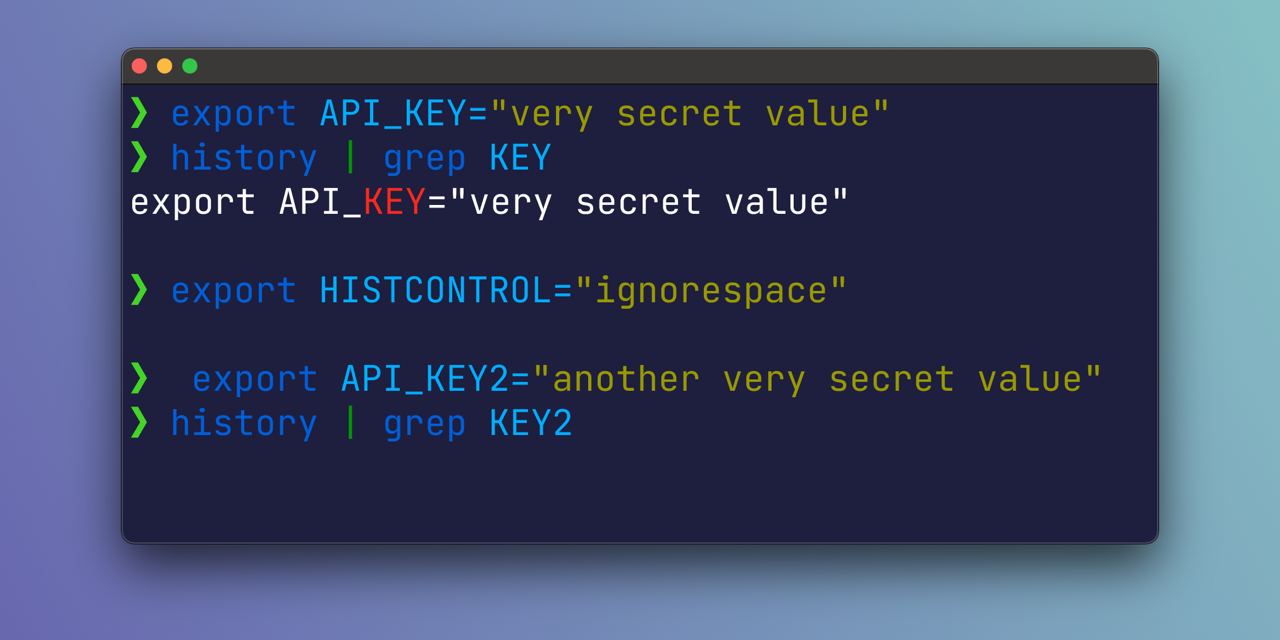 ❯ export API_KEY="very secret value"
❯ history | grep KEY
export API_KEY="very secret value"
❯ export HISTCONTROL="ignorespace"
❯  export API_KEY2="another very secret value"
❯ history | grep KEY2